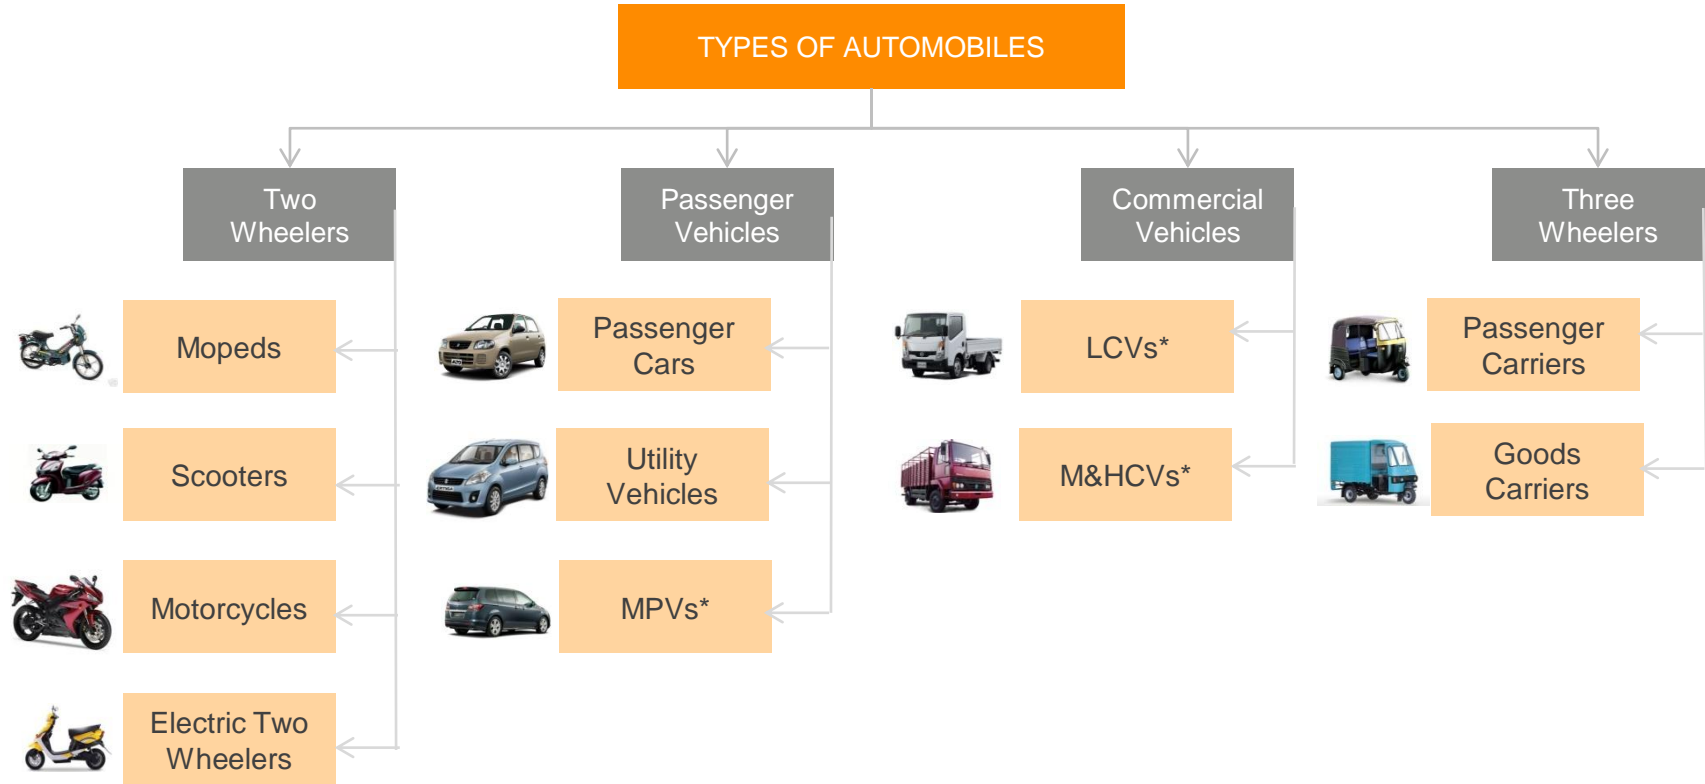 TYPES OF AUTOMOBILES
Two
Wheelers
Passenger
Vehicles
Commercial
Vehicles
Three
Wheelers
Mopeds
Passenger
Cars
LCVs*
Passenger
Carriers
Scooters
Utility
Vehicles
M&HCVs*
Goods
Carriers
Motorcycles
MPVs*
Electric Two
Wheelers